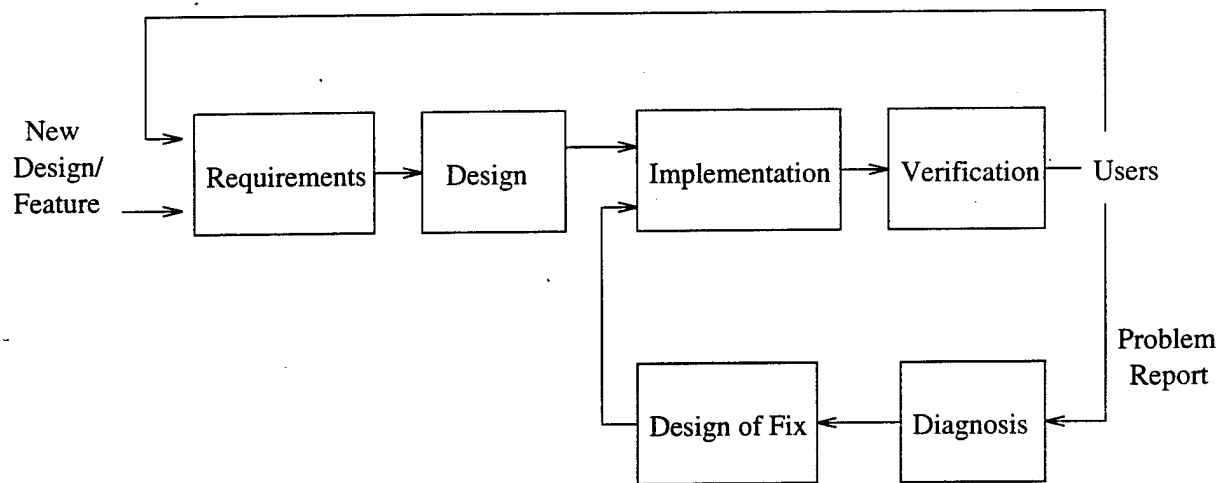 New
Design/
Feature
Requirements
Design
Implementation
Verification
Users
Problem
Report
Design of Fix
Diagnosis